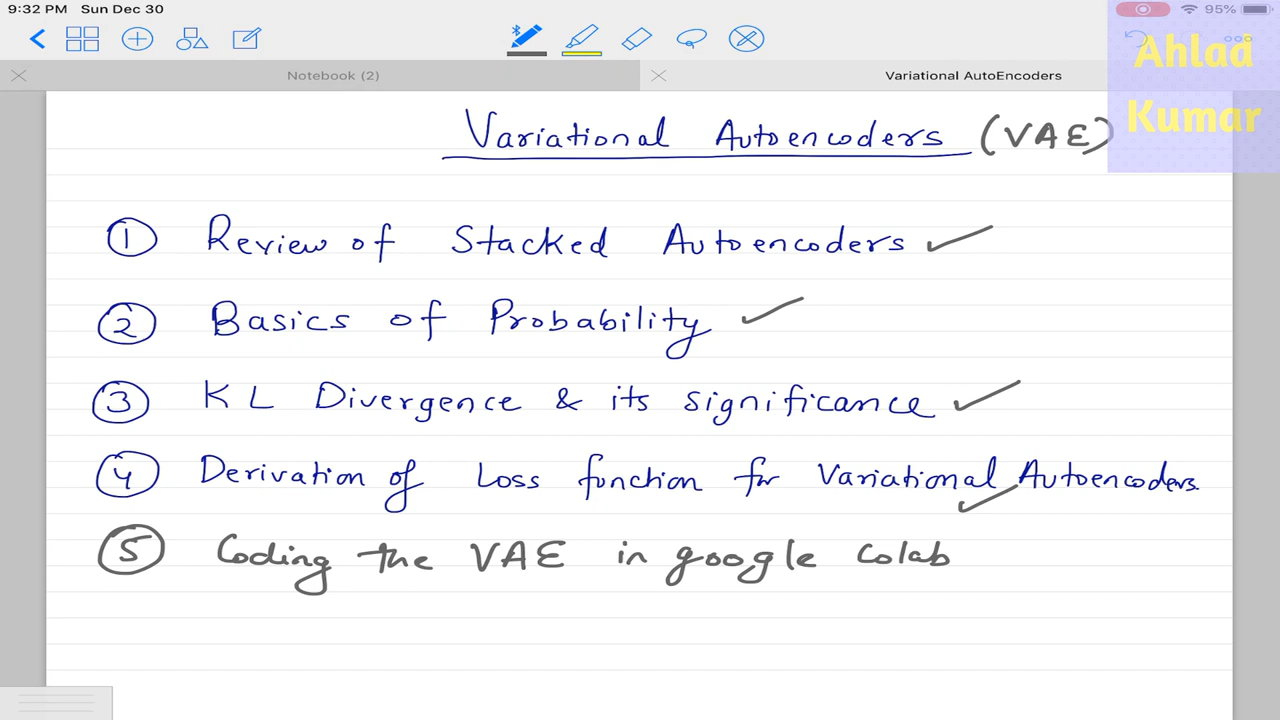 9:32 PM Sun Dec 30
95%
Notebook (2)
Variational AutoEncoders
Ahlad
Kumar
Variational Autoencoders (VAE)
1 Review of Stacked Autoencoders
2 Basics of Probability
3 KL Divergence & its significance
4 Derivation of Loss function for Variational Autoencoders.
5 Coding the VAE in google colab